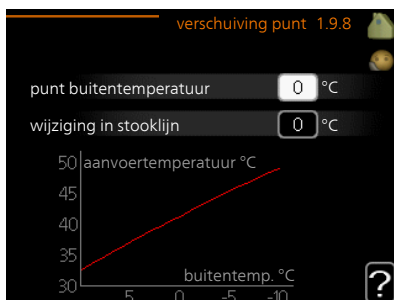 verschuiving punt 1.9.8
punt buitentemperatuur 0 °C
wijziging in stooklijn 0 °C
50 aanvoertemperatuur °C
45
40
35
30
buitentemp. °C
5 0 -5 -10
?